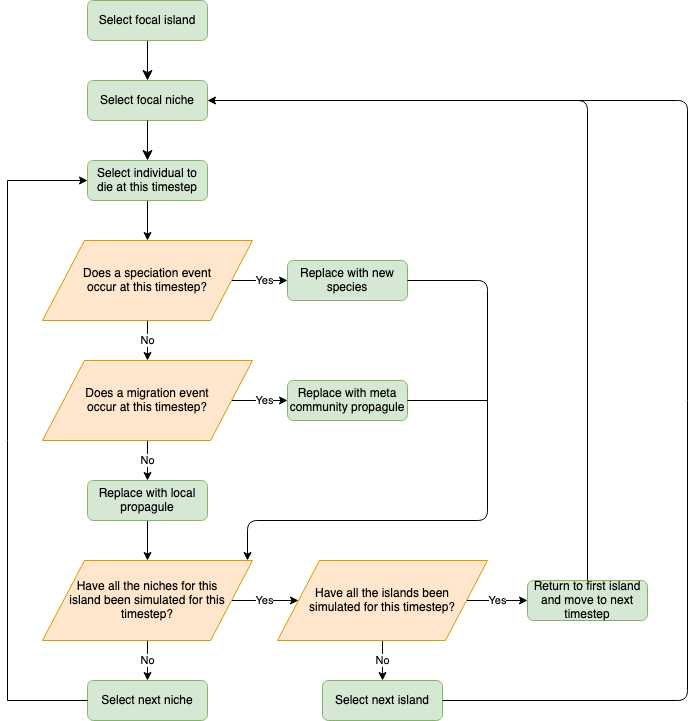 Select focal island
Select focal niche
Select individual to
die at this timestep
Does a speciation event
occur at this timestep?
Yes
Replace with new
species
No
Does a migration event
occur at this timestep?
Yes
Replace with meta
community propagule
No
Replace with local
propagule
Have all the niches for this
island been simulated for this
timestep?
Yes
Have all the islands been
simulated for this timestep?
Yes
Return to first island
and move to next
timestep
No
No
Select next niche
Select next island